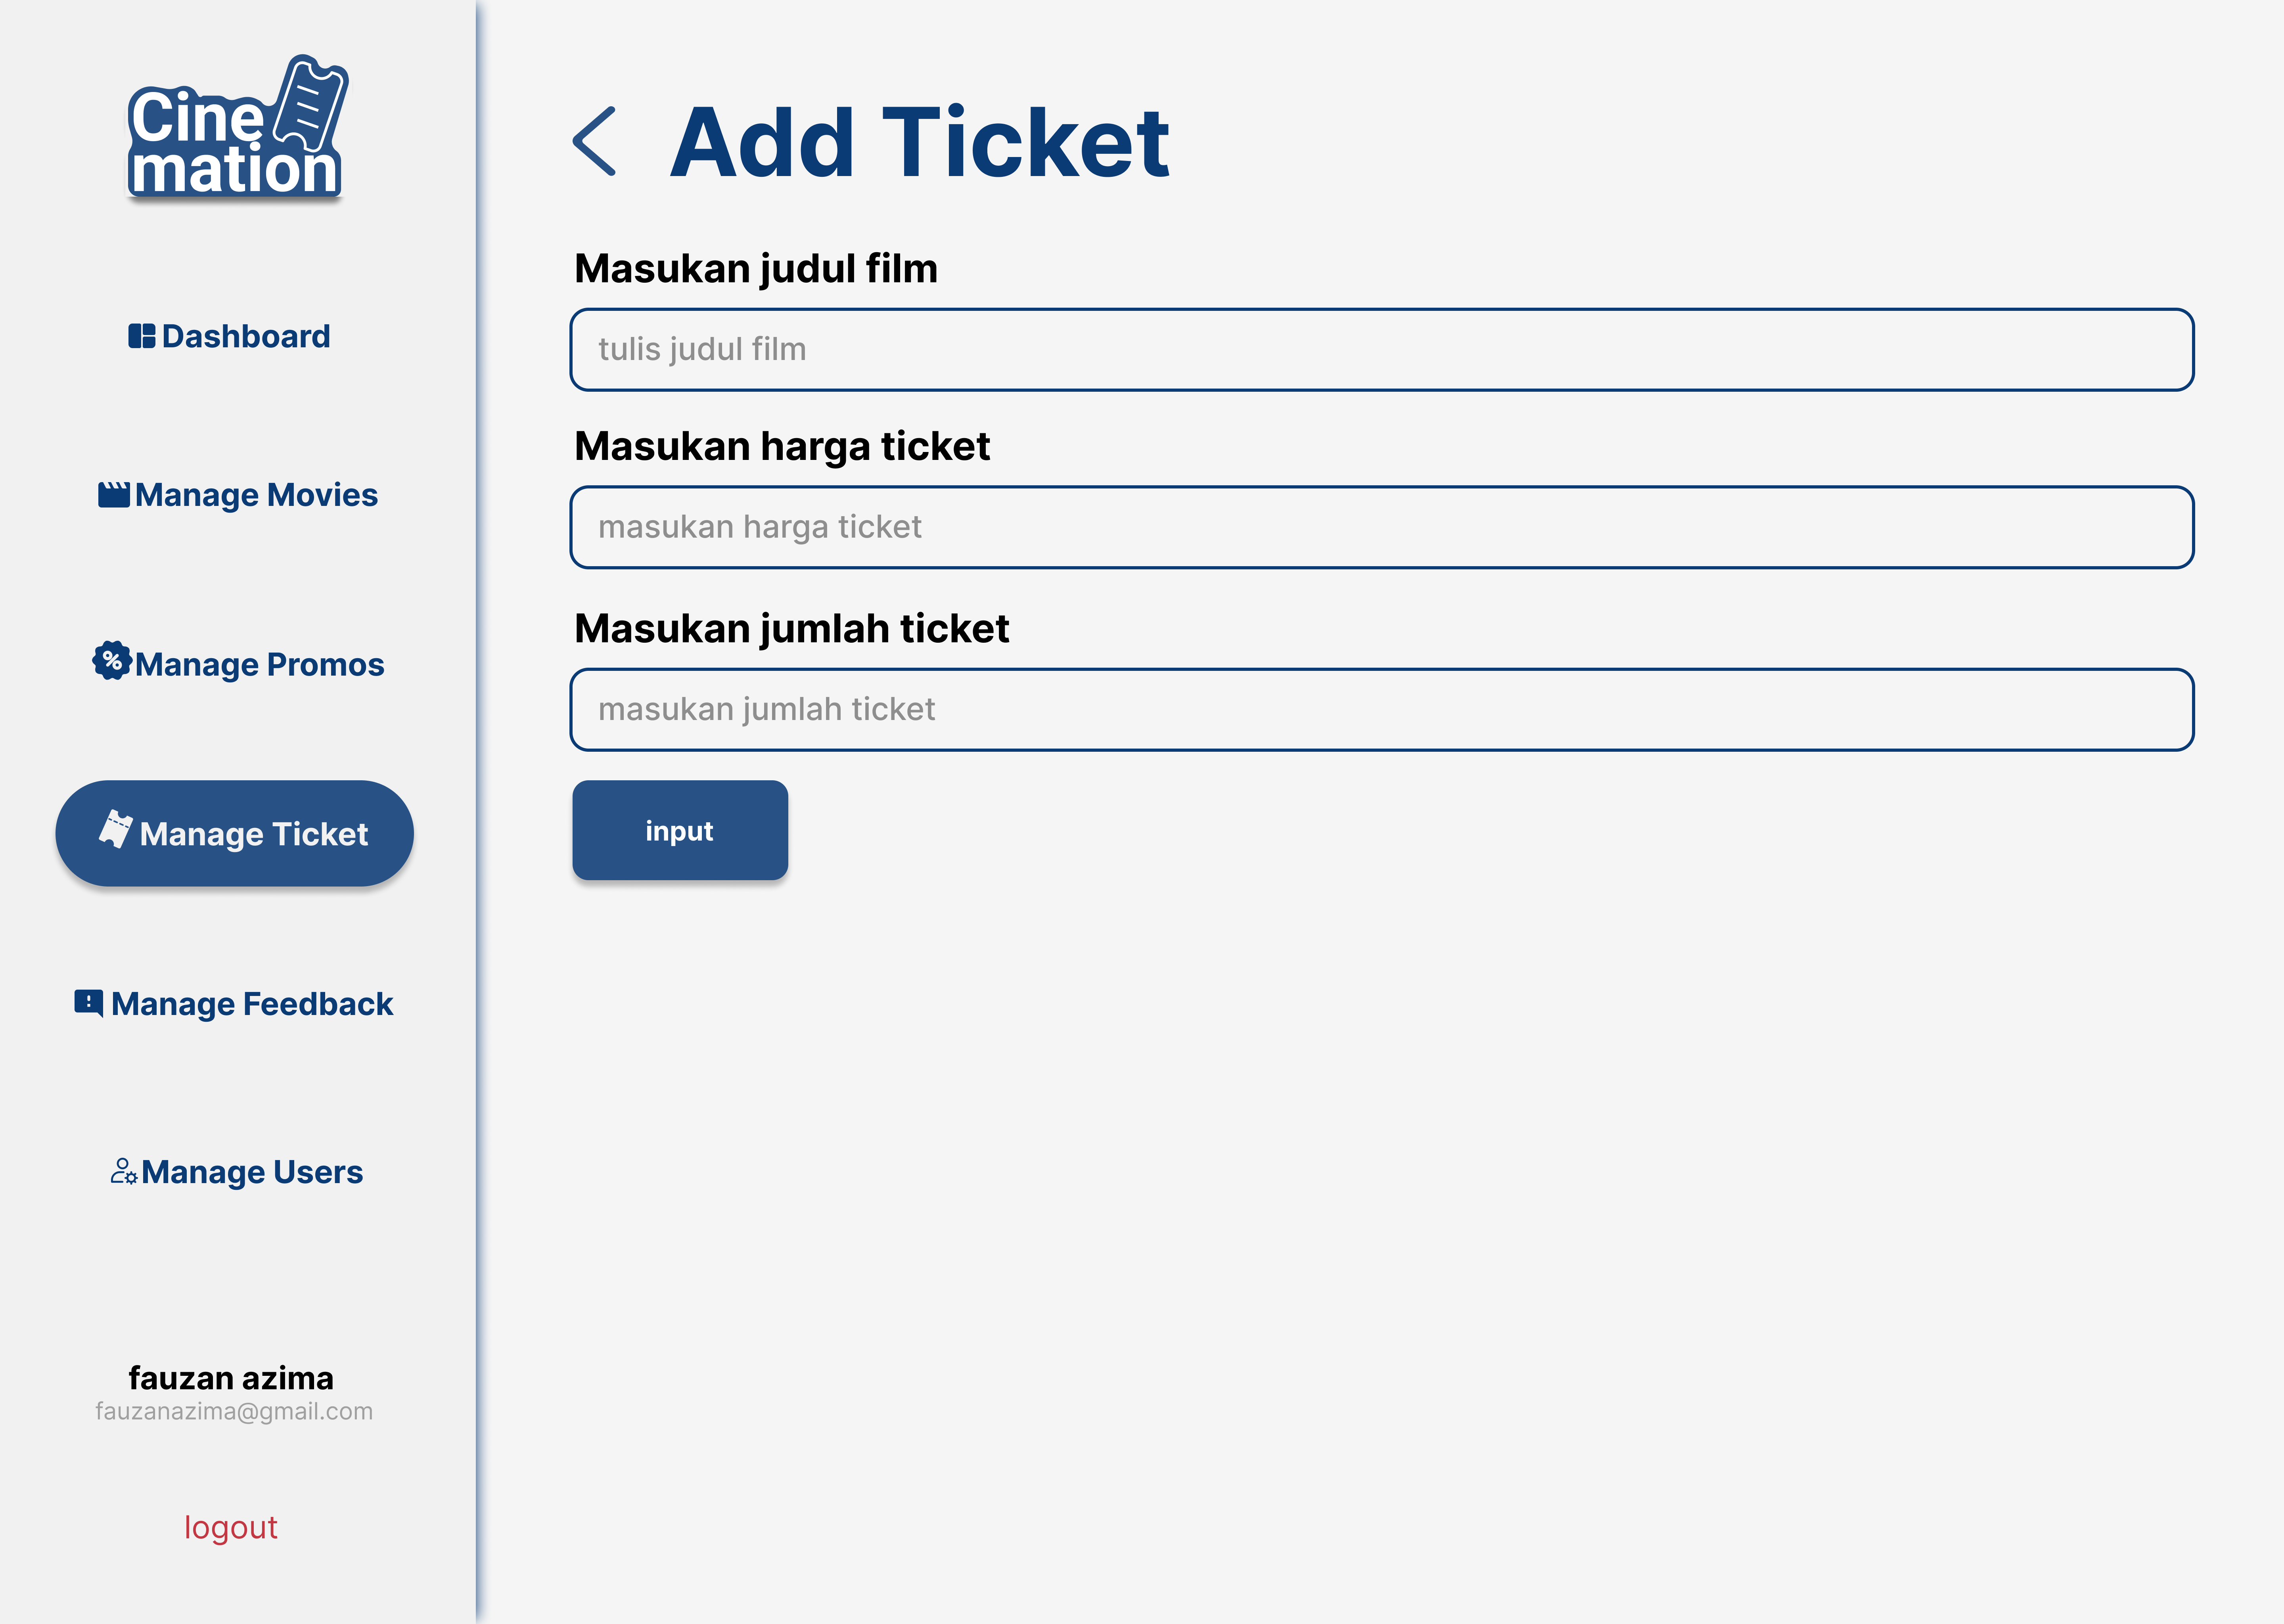 Cine
mation
Dashboard
Manage Movies
Manage Promos
Manage Ticket
Manage Feedback
Manage Users
fauzan azima
fauzanazima@gmail.com
logout
Add Ticket
Masukan judul film
tulis judul film
Masukan harga ticket
masukan harga ticket
Masukan jumlah ticket
masukan jumlah ticket
input